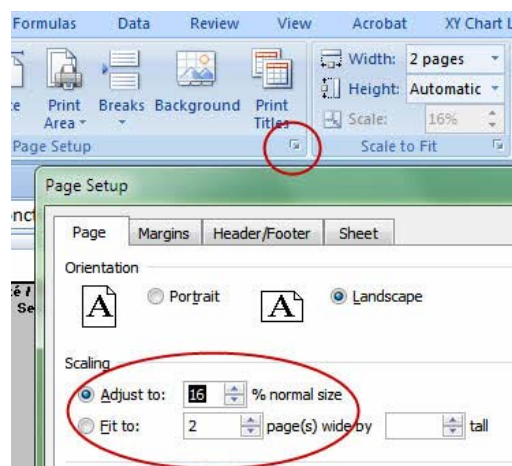 Formulas Data Review View Acrobat XY Chart L
Width: 2 pages
Print Area Breaks Background Print Titles
Height: Automatic
Scale: 16%
Page Setup Scale to Fit
Page Setup
Page Margins Header/Footer Sheet
Orientation
A Portrait A Landscape
Scaling
Adjust to: 16 % normal size
Fit to: 2 page(s) wide by tall